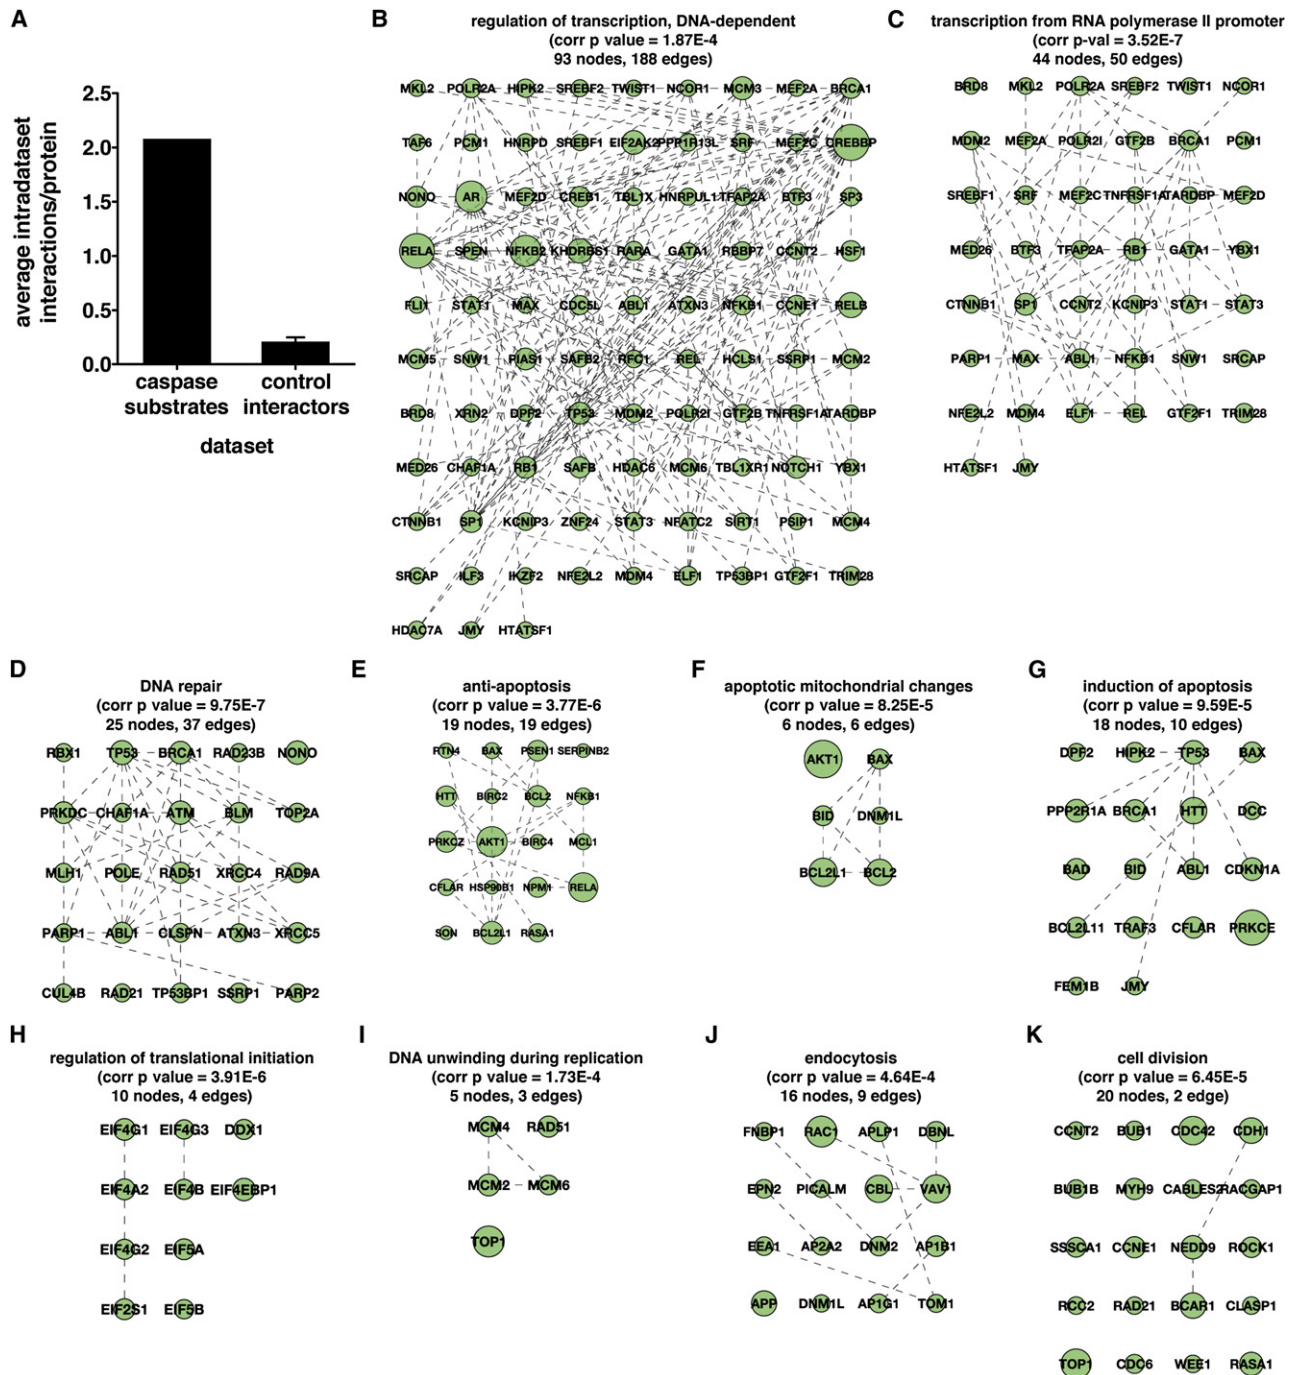 A
2.5
2.0
1.5
1.0
0.5
0.0
average intradataset
interactions/protein
caspase
substrates
control
interactors
dataset
B
regulation of transcription, DNA-dependent
(corr p value = 1.87E-4
93 nodes, 188 edges)
MKL2 POLR2A HIPK2 SREBF2 TWIST1 NCOR1 MCM3 MEF2A BRCA1
TAF6 PCM1 HNRPD SREBF1 EIF2AK2 PPP1R13L SRF MEF2C CREBBP
NONO AR MEF2D CREB1 TBL1X HNRPUL1 TFAP2A BTF3 SP3
RELA SPEN NFKB2 KHDRBS1 RARA GATA1 RBBP7 CCNT2 HSF1
FLI1 STAT1 MAX CDC5L ABL1 ATXN3 NFKB1 CCNE1 RELB
MCM5 SNW1 PIAS1 SAFB2 RFC1 REL HCLS1 SSRP1 MCM2
BRD8 XRN2 DPF2 TP53 MDM2 POLR2I GTF2B TNFRSF1A TARDBP
MED26 CHAF1A RB1 SAFB HDAC6 MCM6 TBL1XR1 NOTCH1 YBX1
CTNNB1 SP1 KCNIP3 ZNF24 STAT3 NFATC2 SIRT1 PSIP1 MCM4
SRCAP ILF3 IKZF2 NFE2L2 MDM4 ELF1 TP53BP1 GTF2F1 TRIM28
HDAC7A JMY HTATSF1
C
transcription from RNA polymerase II promoter
(corr p-val = 3.52E-7
44 nodes, 50 edges)
BRD8 MKL2 POLR2A SREBF2 TWIST1 NCOR1
MDM2 MEF2A POLR2I GTF2B BRCA1 PCM1
SREBF1 SRF MEF2C TNFRSF1A TARDBP MEF2D
MED26 BTF3 TFAP2A RB1 GATA1 YBX1
CTNNB1 SP1 CCNT2 KCNIP3 STAT1 STAT3
PARP1 MAX ABL1 NFKB1 SNW1 SRCAP
NFE2L2 MDM4 ELF1 REL GTF2F1 TRIM28
HTATSF1 JMY
D
DNA repair
(corr p value = 9.75E-7
25 nodes, 37 edges)
RBX1 TP53 BRCA1 RAD23B NONO
PRKDC CHAF1A ATM BLM TOP2A
MLH1 POLE RAD51 XRCC4 RAD9A
PARP1 ABL1 CLSPN ATXN3 XRCC5
CUL4B RAD21 TP53BP1 SSRP1 PARP2
E
anti-apoptosis
(corr p value = 3.77E-6
19 nodes, 19 edges)
RTN4 BAX PSEN1 SERPINB2
HTT BIRC2 BCL2 NFKB1
PRKCZ AKT1 BIRC4 MCL1
CFLAR HSP90B1 NPM1 RELA
SON BCL2L1 RASA1
F
apoptotic mitochondrial changes
(corr p value = 8.25E-5
6 nodes, 6 edges)
AKT1 BAX
BID DNM1L
BCL2L1 BCL2
G
induction of apoptosis
(corr p value = 9.59E-5
18 nodes, 10 edges)
DPF2 HIPK2 TP53 BAX
PPP2R1A BRCA1 HTT DCC
BAD BID ABL1 CDKN1A
BCL2L11 TRAF3 CFLAR PRKCE
FEM1B JMY
H
regulation of translational initiation
(corr p value = 3.91E-6
10 nodes, 4 edges)
EIF4G1 EIF4G3 DDX1
EIF4A2 EIF4B EIF4EBP1
EIF4G2 EIF5A
EIF2S1 EIF5B
I
DNA unwinding during replication
(corr p value = 1.73E-4
5 nodes, 3 edges)
MCM4 RAD51
MCM2 MCM6
TOP1
J
endocytosis
(corr p value = 4.64E-4
16 nodes, 9 edges)
FNBP1 RAC1 APLP1 DBNL
EPN2 PICALM CBL VAV1
EEA1 AP2A2 DNM2 AP1B1
APP DNM1L AP1G1 TOM1
K
cell division
(corr p value = 6.45E-5
20 nodes, 2 edge)
CCNT2 BUB1 CDC42 CDH1
BUB1B MYH9 CABLES2 RACGAP1
SSSCA1 CCNE1 NEDD9 ROCK1
RCC2 RAD21 BCAR1 CLASP1
TOP1 CDC6 WEE1 RASA1